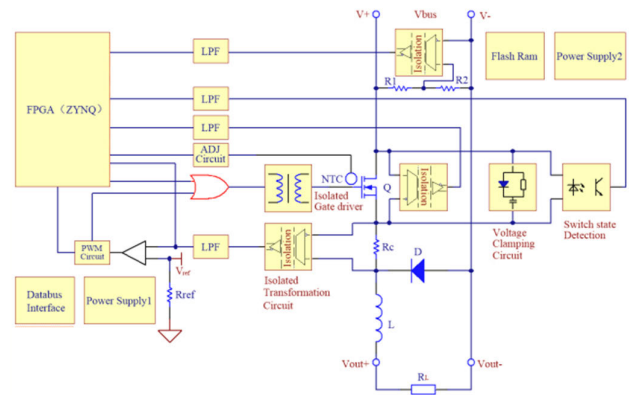 V+
Vbus
V-
LPF
Isolation
Flash Ram
Power Supply2
R1
R2
FPGA（ZYNQ）
LPF
LPF
ADJ
Circuit
NTC
Isolated
Gate driver
Q
Isolation
Voltage
Clamping
Circuit
Switch state
Detection
PWM
Circuit
LPF
Isolation
Rc
D
Vref
Isolated
Transformation
Circuit
Databus
Interface
Power Supply1
Rref
L
Vout+
Vout-
RL